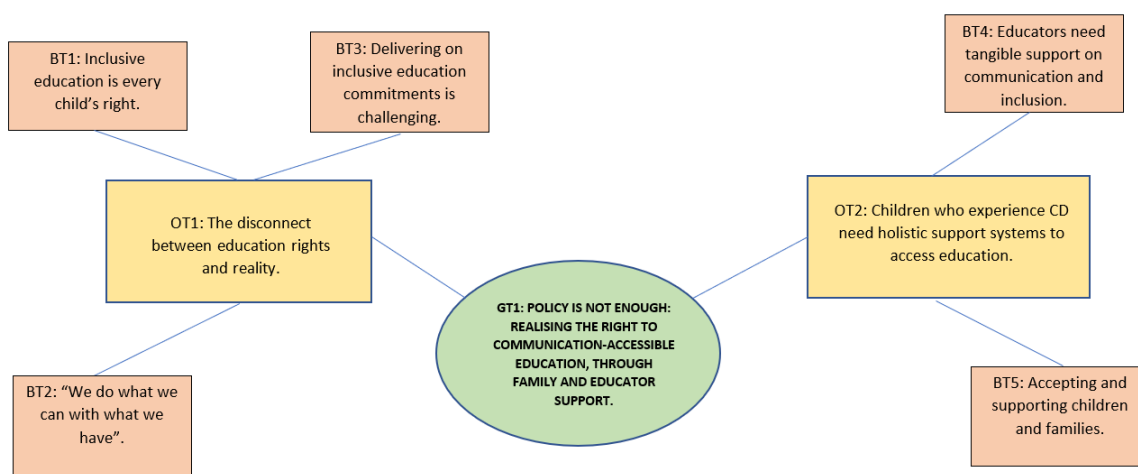 BT1: Inclusive
education is every
child’s right.
BT3: Delivering on
inclusive education
commitments is
challenging.
BT4: Educators need
tangible support on
communication and
inclusion.
OT1: The disconnect
between education rights
and reality.
OT2: Children who experience CD
need holistic support systems to
access education.
GT1: POLICY IS NOT ENOUGH:
REALISING THE RIGHT TO
COMMUNICATION-ACCESSIBLE
EDUCATION, THROUGH
FAMILY AND EDUCATOR
SUPPORT.
BT2: “We do what we
can with what we
have”.
BT5: Accepting and
supporting children
and families.